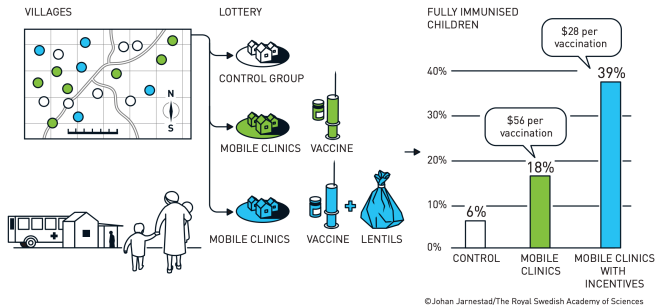 VILLAGES
N
S
LOTTERY
CONTROL GROUP
MOBILE CLINICS
VACCINE
MOBILE CLINICS
VACCINE
+
LENTILS
FULLY IMMUNISED
CHILDREN
$28 per
vaccination
40%
39%
$56 per
vaccination
30%
20%
18%
10%
6%
0%
CONTROL
MOBILE
CLINICS
MOBILE CLINICS
WITH
INCENTIVES
©Johan Jarnestad/The Royal Swedish Academy of Sciences